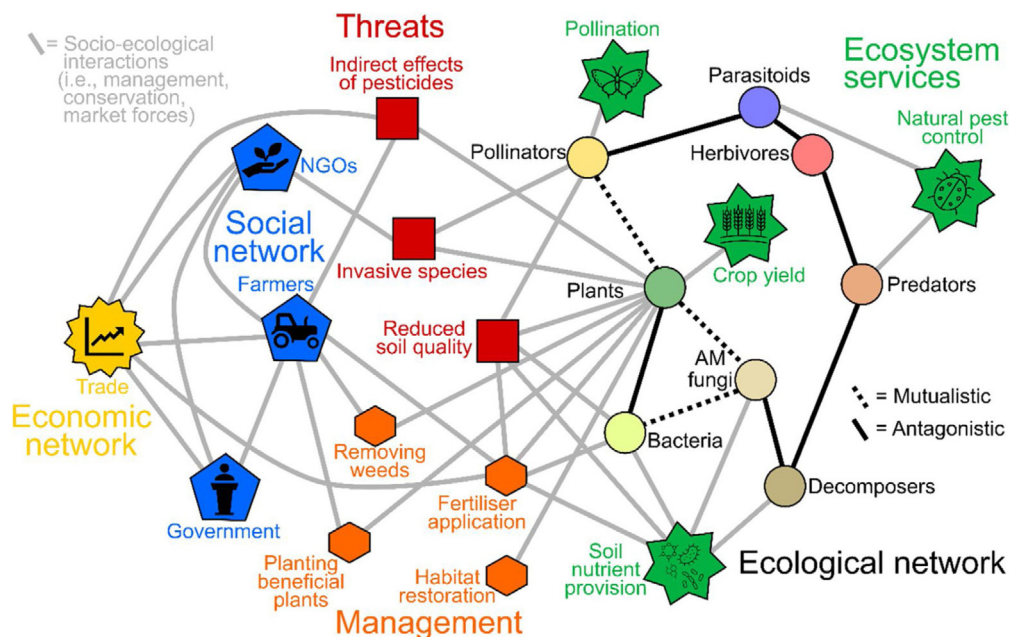 = Socio-ecological
interactions
(i.e., management,
conservation,
market forces)
Threats
Indirect effects
of pesticides
Pollination
Parasitoids
Ecosystem
services
Natural pest
control
Pollinators
Herbivores
NGOs
Social
network
Farmers
Invasive species
Crop yield
Plants
Predators
Reduced
soil quality
AM
fungi
Trade
Economic
network
= Mutualistic
= Antagonistic
Removing
weeds
Bacteria
Decomposers
Government
Fertiliser
application
Planting
beneficial
plants
Habitat
restoration
Soil
nutrient
provision
Ecological network
Management